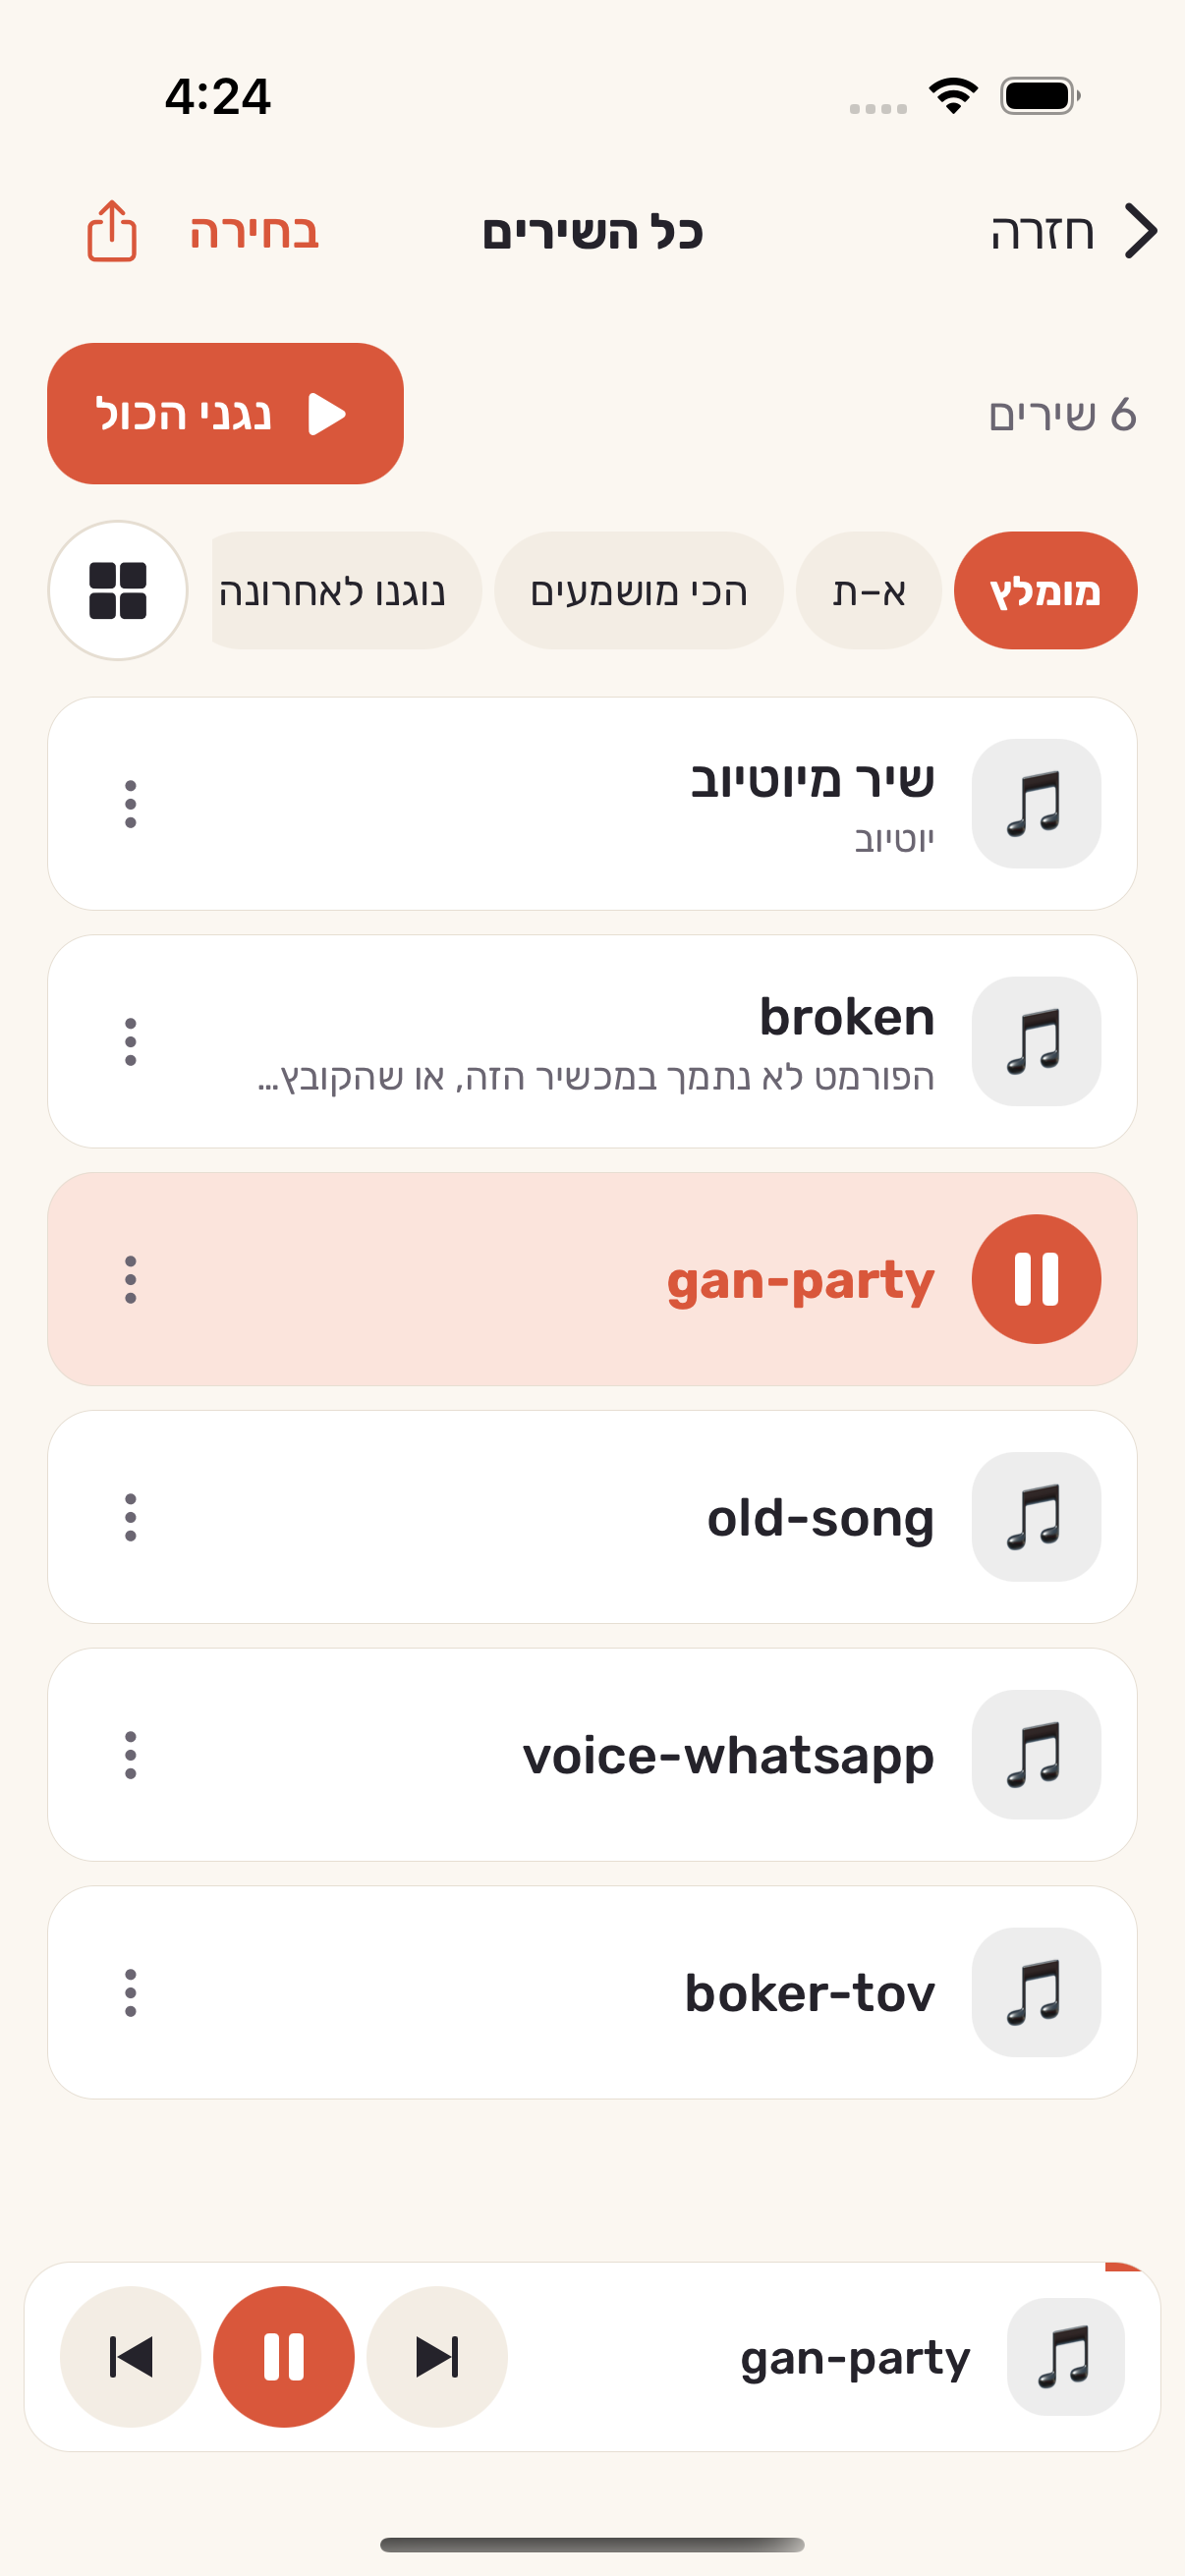 4:24
חזרה
כל השירים
בחירה
6 שירים
נגני הכול
מומלץ
א–ת
הכי מושמעים
נוגנו לאחרונה
שיר מיוטיוב
יוטיוב
broken
הפורמט לא נתמך במכשיר הזה, או שהקובץ...
gan-party
old-song
voice-whatsapp
boker-tov
gan-party